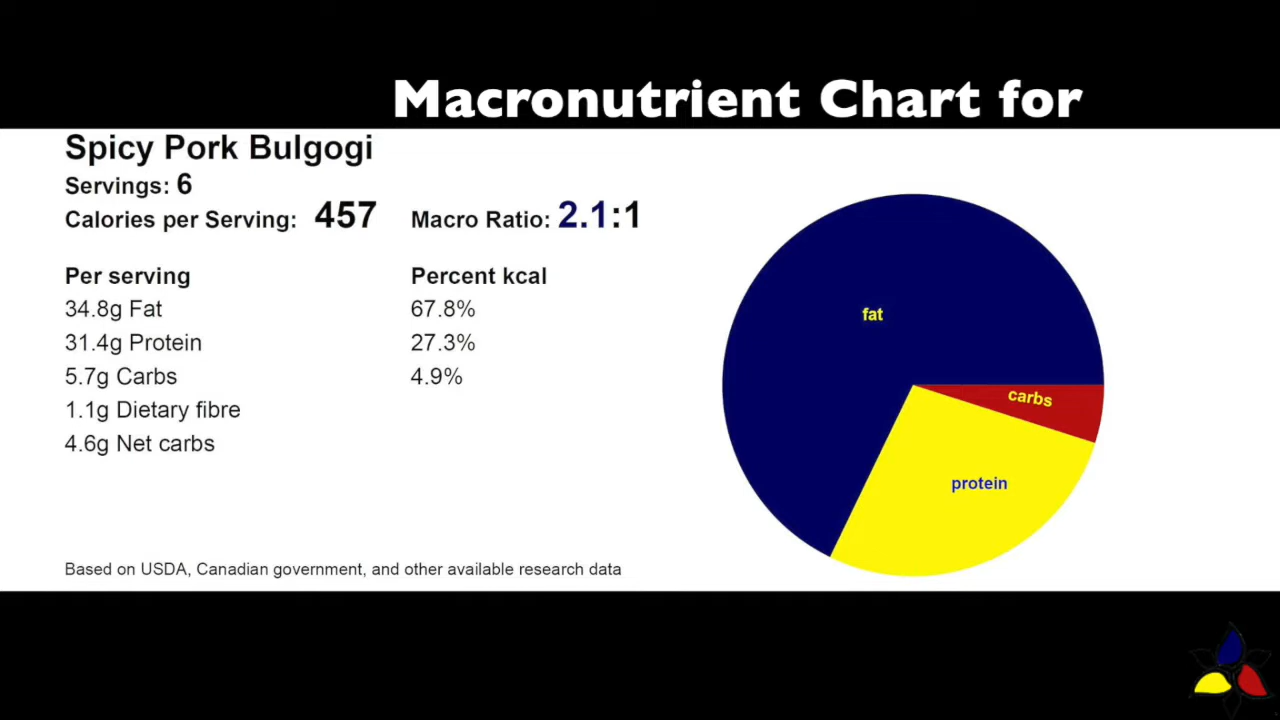 Macronutrient Chart for
Spicy Pork Bulgogi
Servings: 6
Calories per Serving: 457 Macro Ratio: 2.1:1
Per serving Percent kcal
34.8g Fat 67.8%
31.4g Protein 27.3%
5.7g Carbs 4.9%
1.1g Dietary fibre
4.6g Net carbs
fat
carbs
protein
Based on USDA, Canadian government, and other available research data